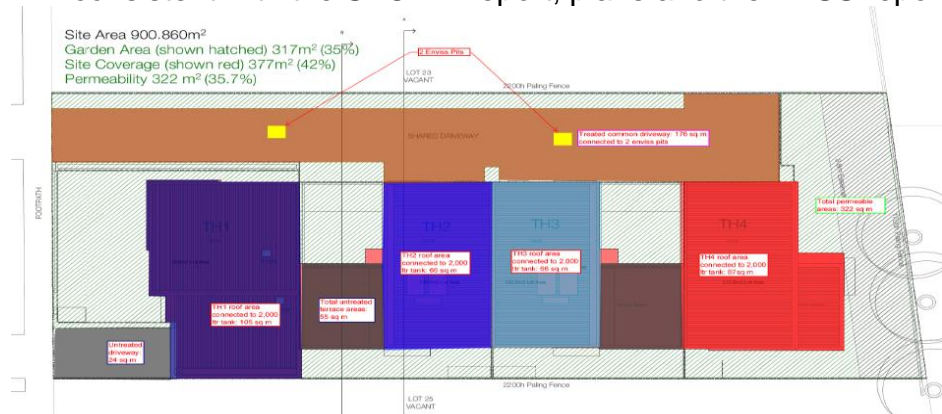 Site Area 900.860m²
Garden Area (shown hatched) 317m² (35%)
Site Coverage (shown red) 377m² (42%)
Permeability 322 m² (35.7%)
2 Enviss Pits
LOT 23
VACANT
2200h Paling Fence
SHARED DRIVEWAY
Treated common driveway: 176 sq m
connected to 2 enviss pits
FOOTPATH
TH1
TH2
TH3
TH4
Total permeable
areas: 322 sq m
TH2 roof area
connected to 2,000
ltr tank: 66 sq m
TH3 roof area
connected to 2,000
ltr tank: 66 sq m
TH4 roof area
connected to 2,000
ltr tank: 87sq m
TH1 roof area
connected to 2,000
ltr tank: 105 sq m
Total untreated
terrace areas:
55 sq m
Untreated
driveway:
24 sq m
2200h Paling Fence
LOT 25
VACANT